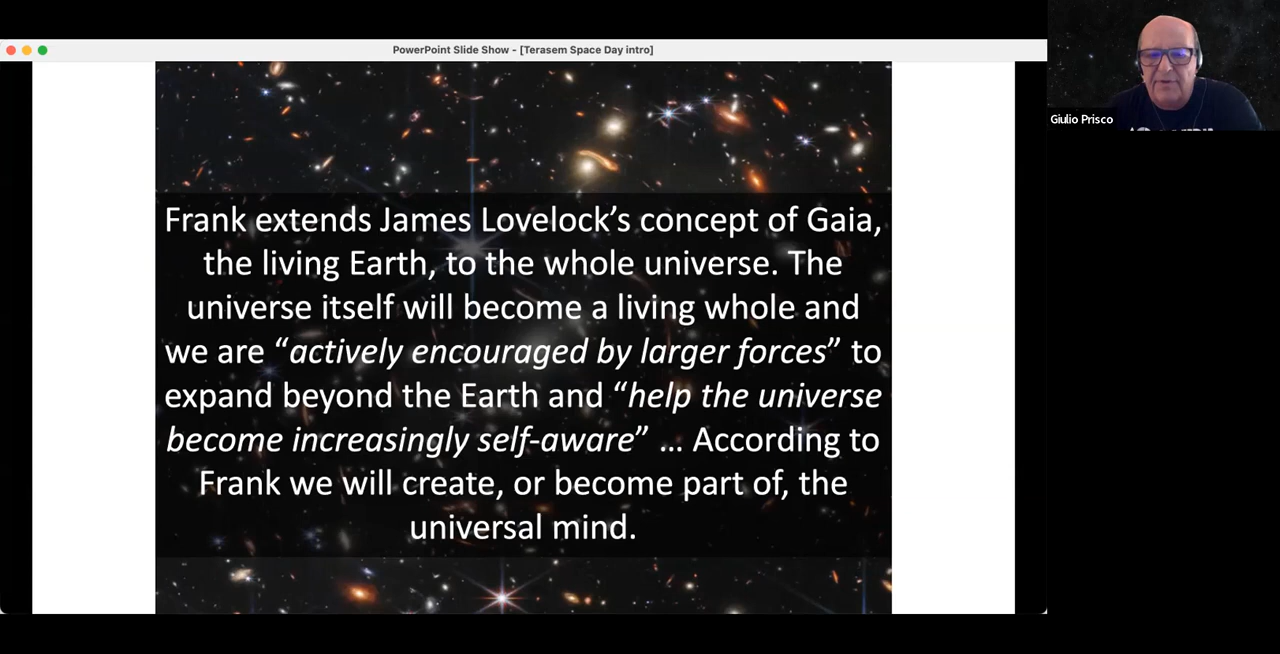 PowerPoint Slide Show - [Terasem Space Day intro]
Giulio Prisco
Frank extends James Lovelock’s concept of Gaia,
the living Earth, to the whole universe. The
universe itself will become a living whole and
we are “actively encouraged by larger forces” to
expand beyond the Earth and “help the universe
become increasingly self-aware” … According to
Frank we will create, or become part of, the
universal mind.